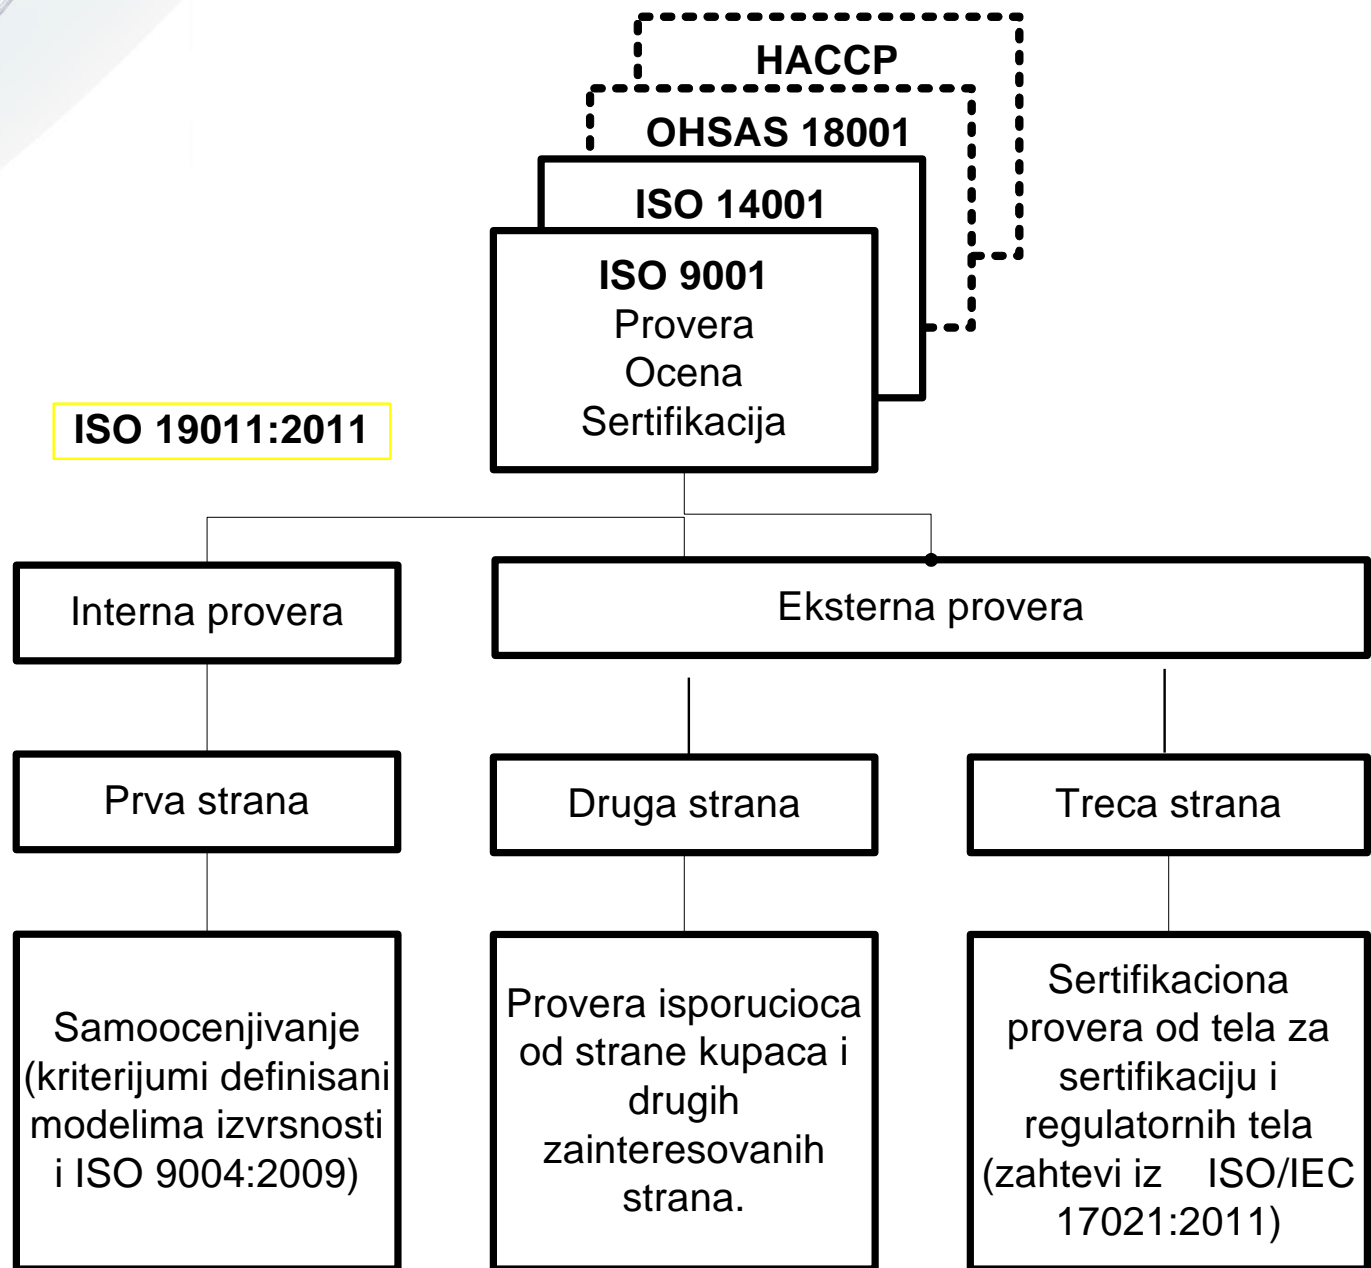 HACCP
OHSAS 18001
ISO 14001
ISO 9001
Provera
Ocena
Sertifikacija
ISO 19011:2011
Interna provera
Eksterna provera
Prva strana
Druga strana
Treca strana
Samoocenjivanje
(kriterijumi definisani
modelima izvrsnosti
i ISO 9004:2009)
Provera isporucioca
od strane kupaca i
drugih
zainteresovanih
strana.
Sertifikaciona
provera od tela za
sertifikaciju i
regulatornih tela
(zahtevi iz ISO/IEC
17021:2011)